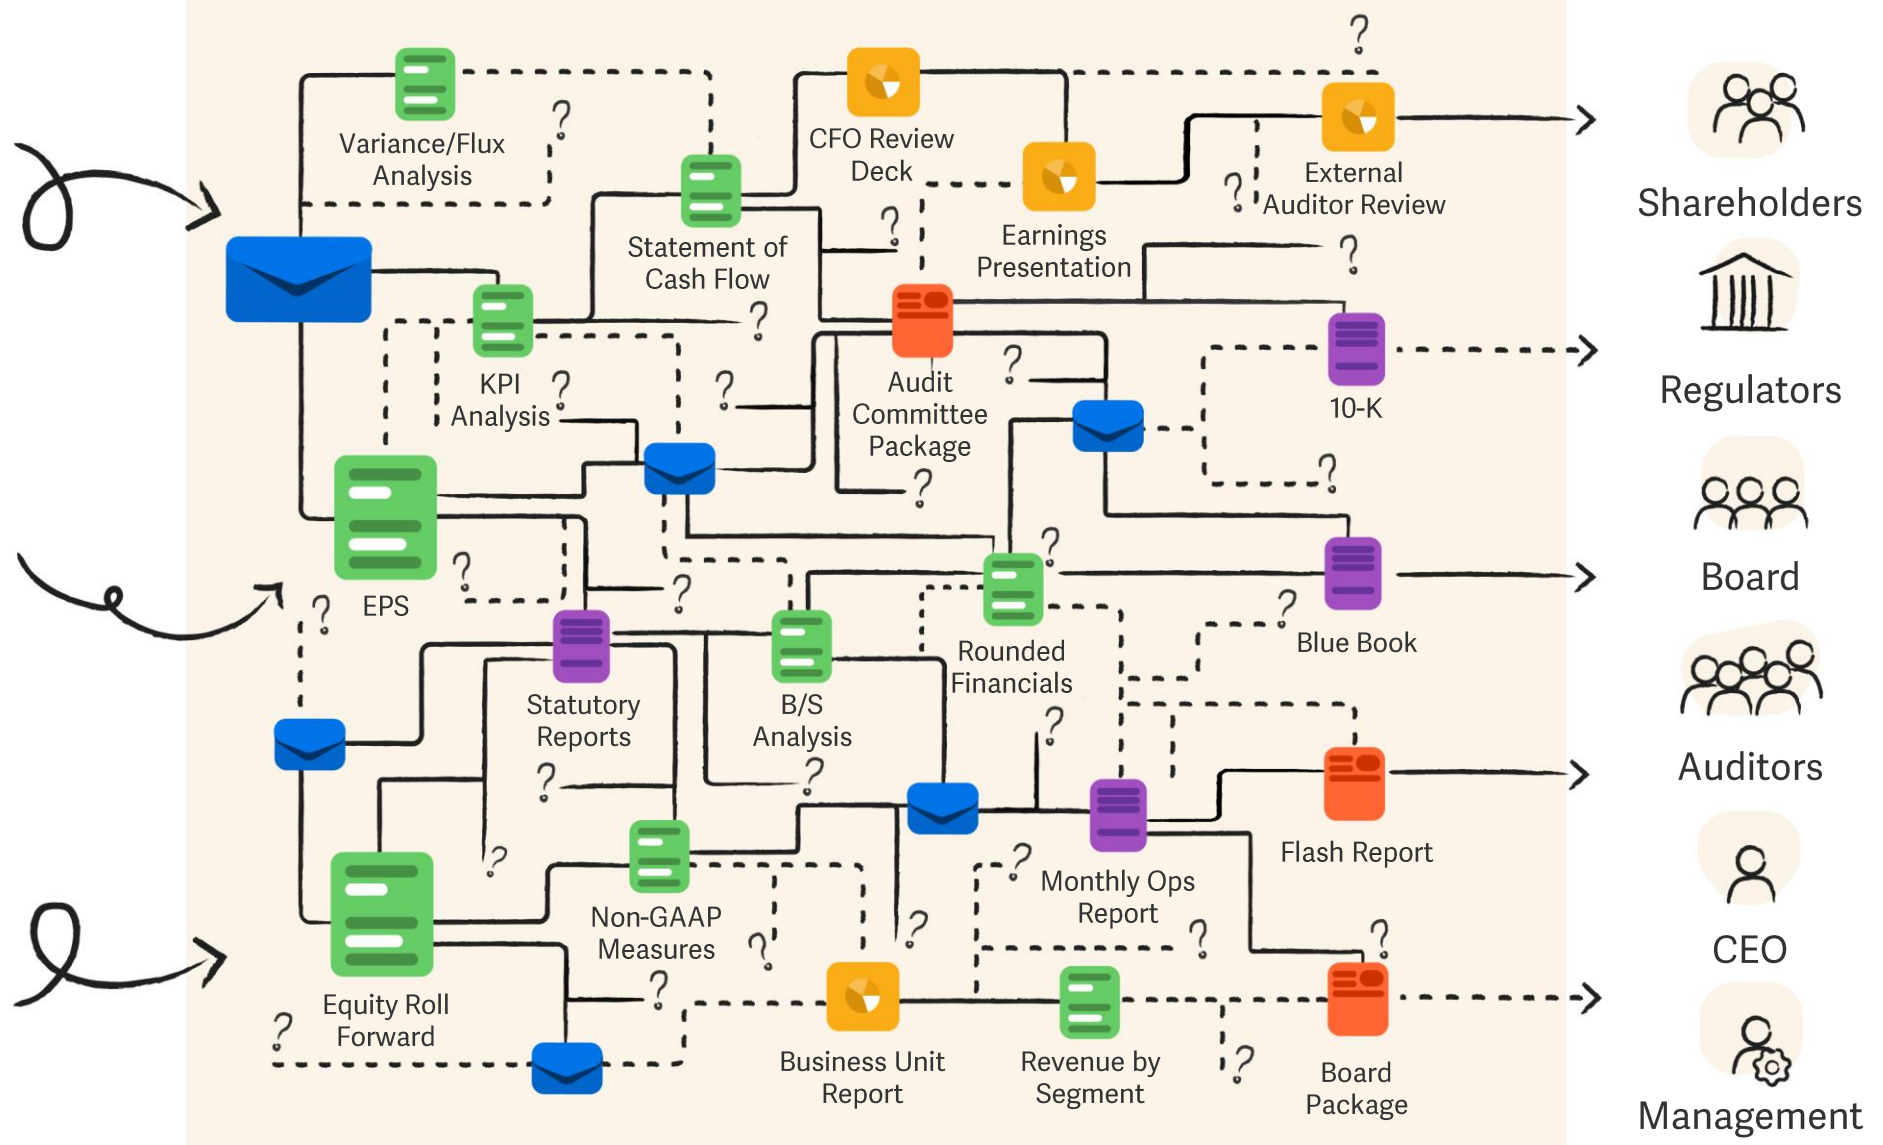 ?
Variance/Flux
Analysis
?
CFO Review
Deck
External
Auditor Review
?
Statement of
Cash Flow
?
Earnings
Presentation
?
?
KPI
Analysis
?
?
Audit
Committee
Package
?
10-K
?
?
EPS
?
?
?
?
Rounded
Financials
?
Blue Book
?
Statutory
Reports
B/S
Analysis
?
?
?
?
Flash Report
Non-GAAP
Measures
?
?
?
Monthly Ops
Report
?
?
Equity Roll
Forward
?
?
Business Unit
Report
Revenue by
Segment
?
Board
Package
Shareholders
Regulators
Board
Auditors
CEO
Management